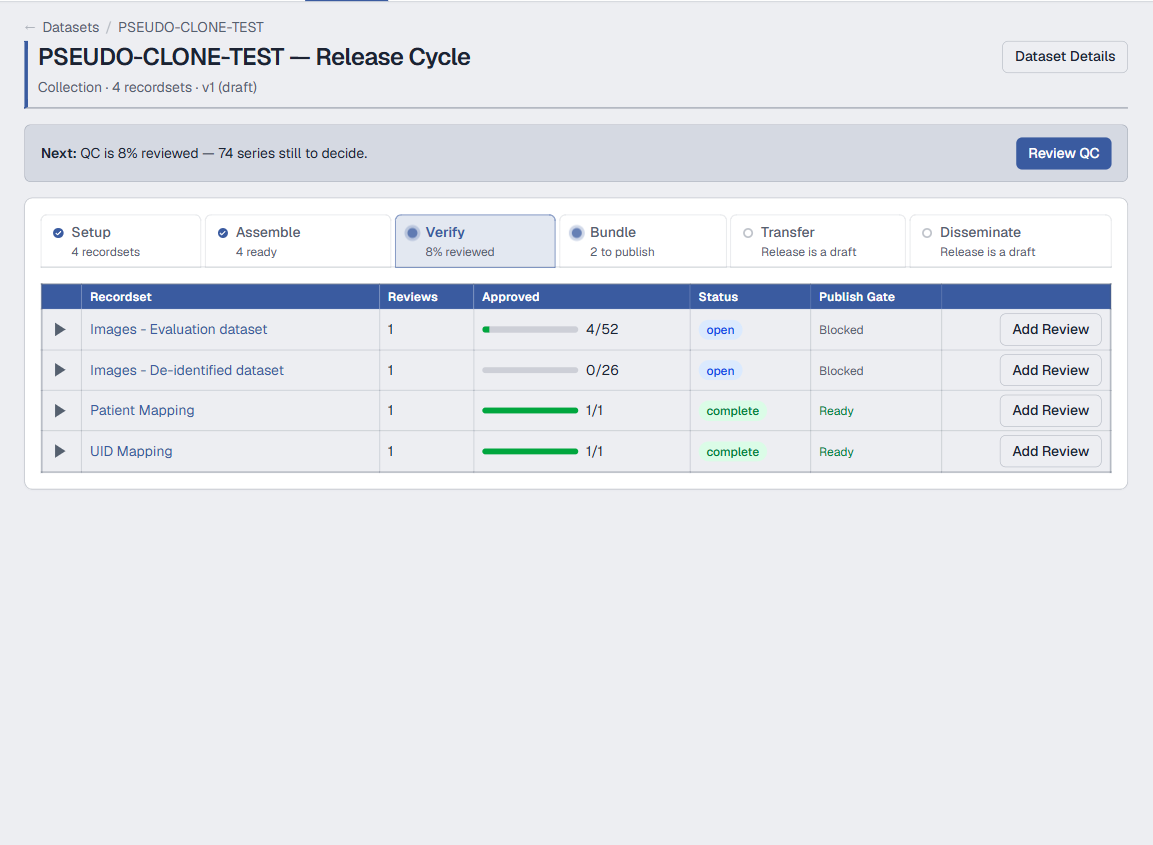 ← Datasets / PSEUDO-CLONE-TEST
PSEUDO-CLONE-TEST — Release Cycle
Dataset Details
Collection · 4 recordsets · v1 (draft)
Next: QC is 8% reviewed — 74 series still to decide.
Review QC
Setup
4 recordsets
Assemble
4 ready
Verify
8% reviewed
Bundle
2 to publish
Transfer
Release is a draft
Disseminate
Release is a draft
Recordset Reviews Approved Status Publish Gate
Images - Evaluation dataset 1 4/52 open Blocked Add Review
Images - De-identified dataset 1 0/26 open Blocked Add Review
Patient Mapping 1 1/1 complete Ready Add Review
UID Mapping 1 1/1 complete Ready Add Review